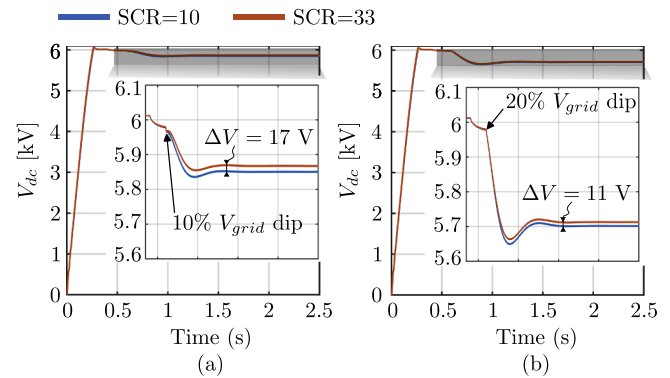 SCR=10 SCR=33
V_dc [kV]
6
5
4
3
2
1
0
6.1
6
5.9
5.8
5.7
5.6
ΔV = 17 V
10% V_grid dip
0 0.5 1 1.5 2 2.5
Time (s)
(a)
V_dc [kV]
6
5
4
3
2
1
0
6.1
6
5.9
5.8
5.7
5.6
20% V_grid dip
ΔV = 11 V
0 0.5 1 1.5 2 2.5
Time (s)
(b)